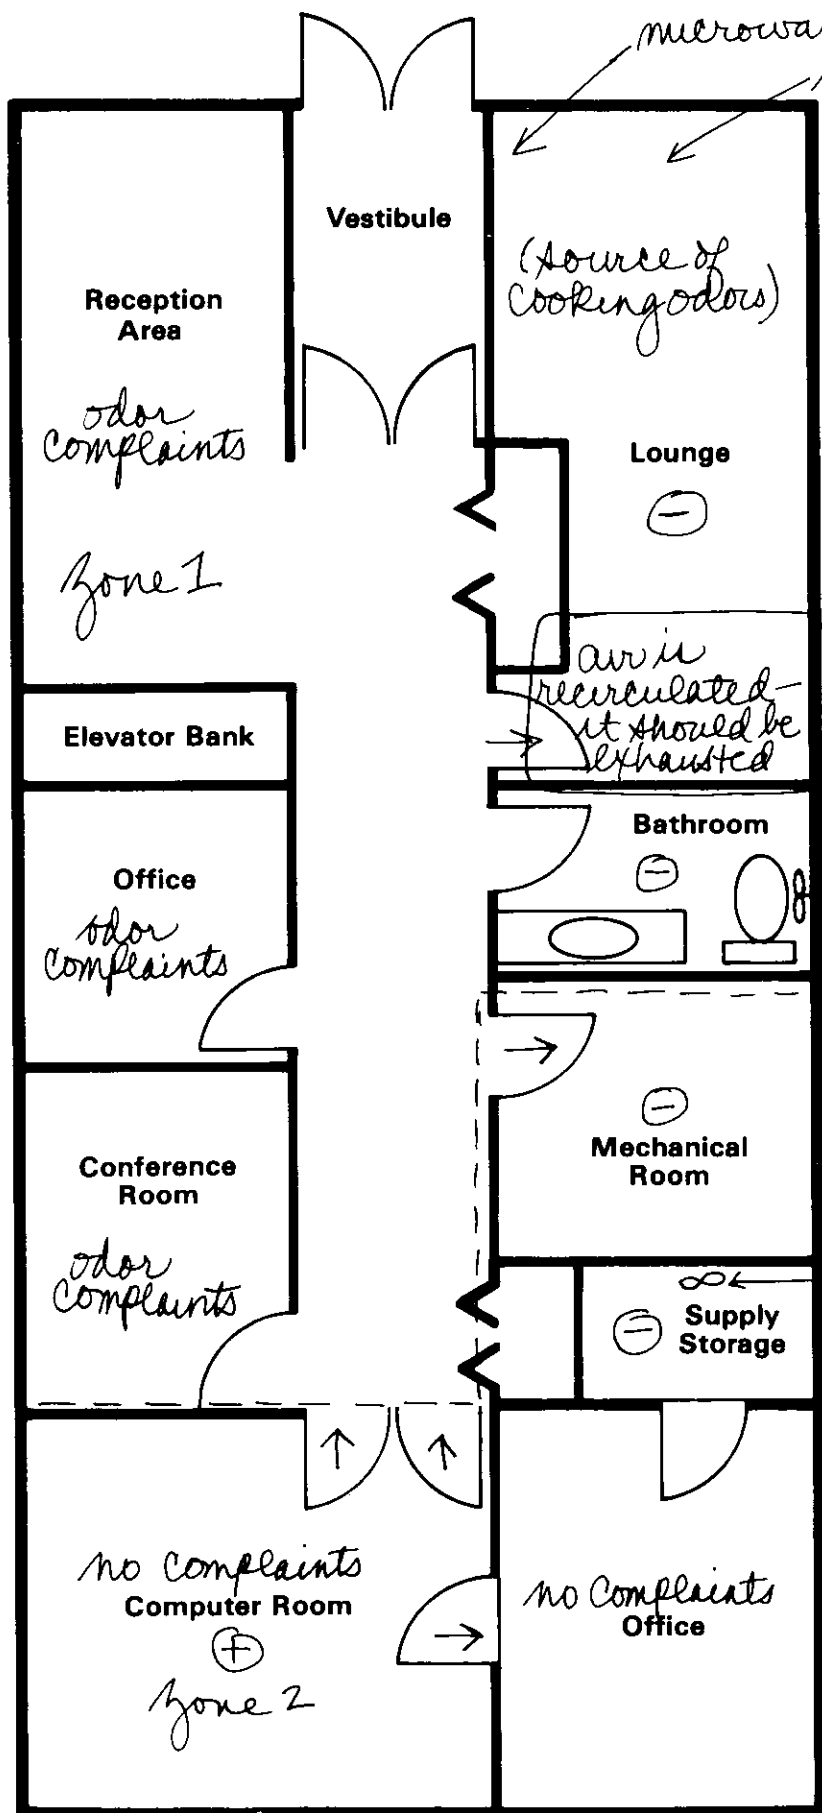 Vestibule
(source of
cooking odors)
Reception
Area
odor
complaints
Lounge
−
Zone 1
air is
recirculated -
it should be
exhausted
Elevator Bank
Bathroom
−
Office
odor
complaints
−
Mechanical
Room
Conference
Room
odor
complaints
Supply
Storage
−
no complaints
Computer Room
+
Zone 2
no complaints
Office